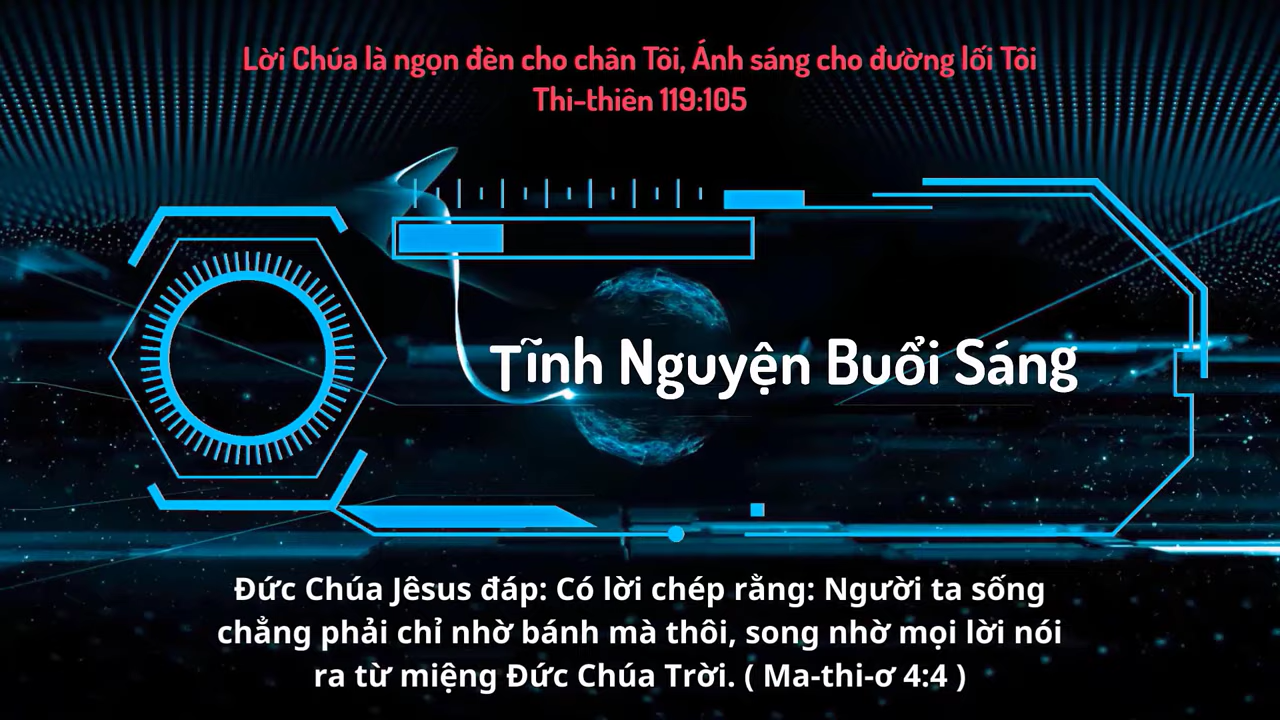 Lời Chúa là ngọn đèn cho chân Tôi, Ánh sáng cho đường lối Tôi
Thi-thiên 119:105
Tĩnh Nguyện Buổi Sáng
Đức Chúa Jêsus đáp: Có lời chép rằng: Người ta sống
chẳng phải chỉ nhờ bánh mà thôi, song nhờ mọi lời nói
ra từ miệng Đức Chúa Trời. ( Ma-thi-ơ 4:4 )